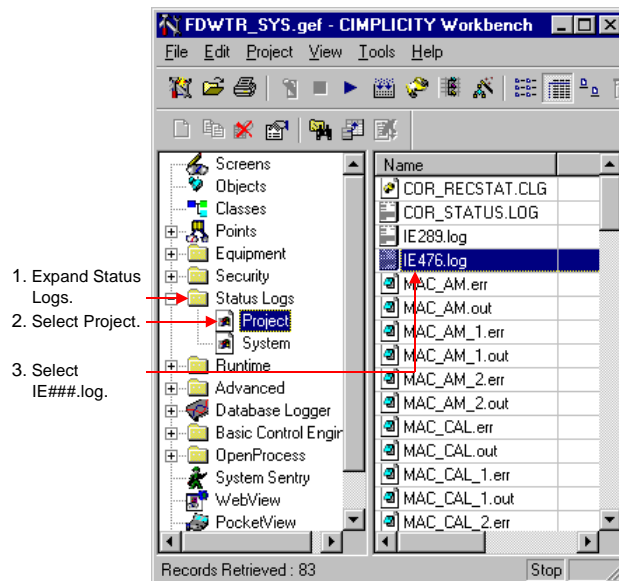 FDWTR_SYS.gef - CIMPLICITY Workbench
File Edit Project View Tools Help
Screens
Objects
Classes
Points
Equipment
Security
Status Logs
Project
System
Runtime
Advanced
Database Logger
Basic Control Engir
OpenProcess
System Sentry
WebView
PocketView
Name
COR_RECSTAT.CLG
COR_STATUS.LOG
IE289.log
IE476.log
MAC_AM.err
MAC_AM.out
MAC_AM_1.err
MAC_AM_1.out
MAC_AM_2.err
MAC_AM_2.out
MAC_CAL.err
MAC_CAL.out
MAC_CAL_1.err
MAC_CAL_1.out
MAC_CAL_2.err
Records Retrieved : 83
Stop
1. Expand Status
Logs.
2. Select Project.
3. Select
IE###.log.